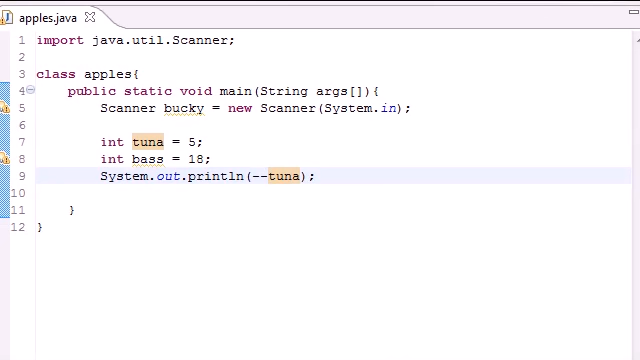 apples.java
1 import java.util.Scanner;
2
3 class apples{
4 public static void main(String args[]){
5 Scanner bucky = new Scanner(System.in);
6
7 int tuna = 5;
8 int bass = 18;
9 System.out.println(--tuna);
10
11 }
12 }